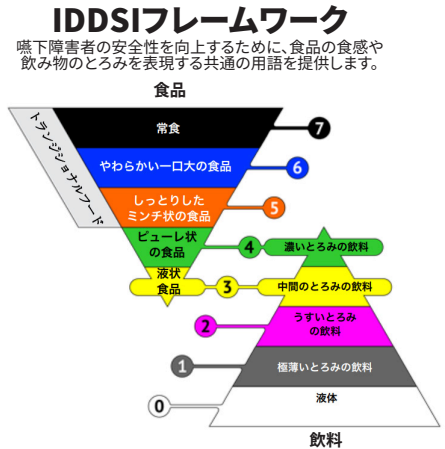 IDDSIフレームワーク
嚥下障害者の安全性を向上するために、食品の食感や
飲み物のとろみを表現する共通の用語を提供します。
食品
トランジショナルフード
常食
7
やわらかい一口大の食品
6
しっとりした
ミンチ状の食品
5
ピューレ状
の食品
4
濃いとろみの飲料
液状
食品
3
中間のとろみの飲料
2
うすいとろみ
の飲料
1
極薄いとろみの飲料
0
液体
飲料